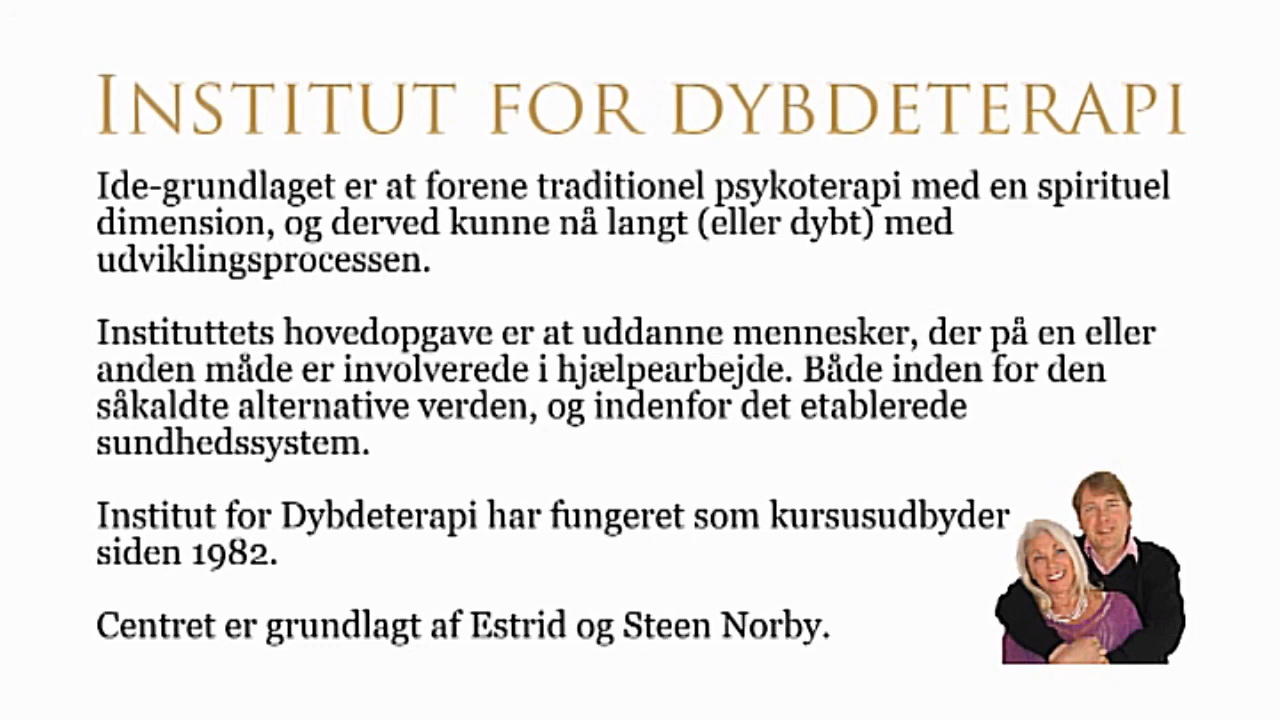 INSTITUT FOR DYBDETERAPI
Ide-grundlaget er at forene traditionel psykoterapi med en spirituel
dimension, og derved kunne nå langt (eller dybt) med
udviklingsprocessen.
Instituttets hovedopgave er at uddanne mennesker, der på en eller
anden måde er involverede i hjælpearbejde. Både inden for den
såkaldte alternative verden, og indenfor det etablerede
sundhedssystem.
Institut for Dybdeterapi har fungeret som kursusudbyder
siden 1982.
Centret er grundlagt af Estrid og Steen Norby.